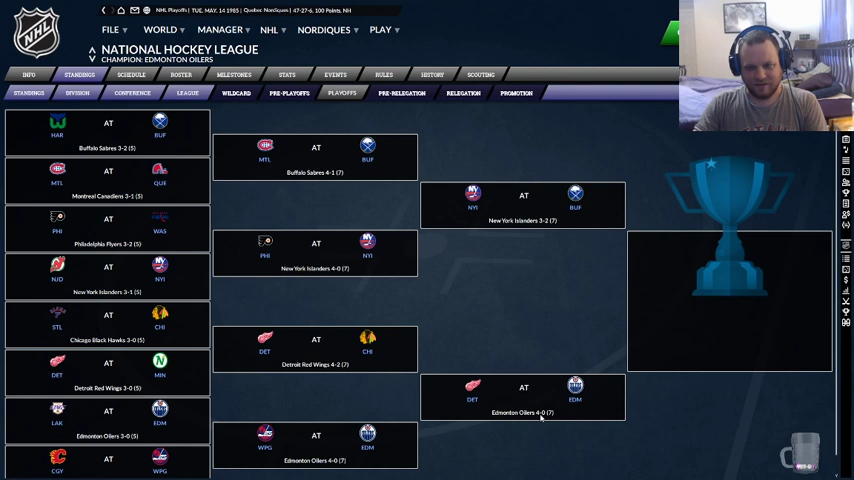 NHL Playoffs | TUE. MAY. 14 1985 | Quebec Nordiques | 47-27-6, 100 Points, NH
FILE WORLD MANAGER NHL NORDIQUES PLAY
NATIONAL HOCKEY LEAGUE
CHAMPION: EDMONTON OILERS
INFO STANDINGS SCHEDULE ROSTER MILESTONES STATS EVENTS RULES HISTORY SCOUTING
STANDINGS DIVISION CONFERENCE LEAGUE WILDCARD PRE-PLAYOFFS PLAYOFFS PRE-RELEGATION RELEGATION PROMOTION
HAR AT BUF
Buffalo Sabres 3-2 (5)
MTL AT QUE
Montreal Canadiens 3-1 (5)
PHI AT WAS
Philadelphia Flyers 3-2 (5)
NJD AT NYI
New York Islanders 3-1 (5)
STL AT CHI
Chicago Black Hawks 3-0 (5)
DET AT MIN
Detroit Red Wings 3-0 (5)
LAK AT EDM
Edmonton Oilers 3-0 (5)
CGY AT WPG
MTL AT BUF
Buffalo Sabres 4-1 (7)
PHI AT NYI
New York Islanders 4-0 (7)
DET AT CHI
Detroit Red Wings 4-2 (7)
WPG AT EDM
Edmonton Oilers 4-0 (7)
NYI AT BUF
New York Islanders 3-2 (7)
DET AT EDM
Edmonton Oilers 4-0 (7)